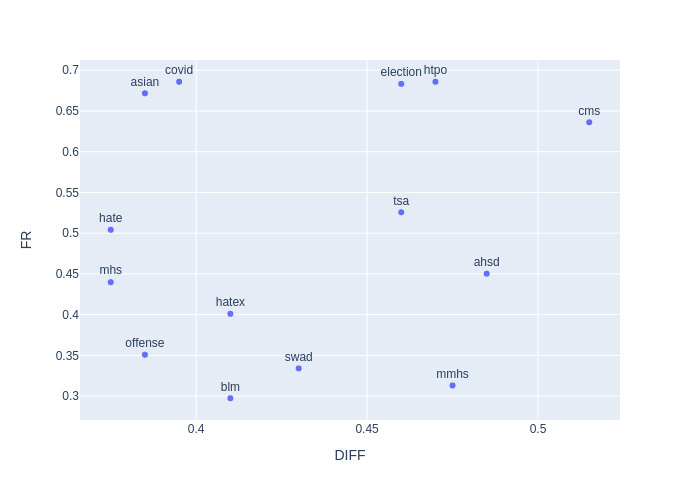 0.7
0.65
0.6
0.55
0.5
0.45
0.4
0.35
0.3
FR
covid
asian
election
htpo
cms
tsa
hate
ahsd
mhs
hatex
offense
swad
mmhs
blm
0.4
0.45
0.5
DIFF